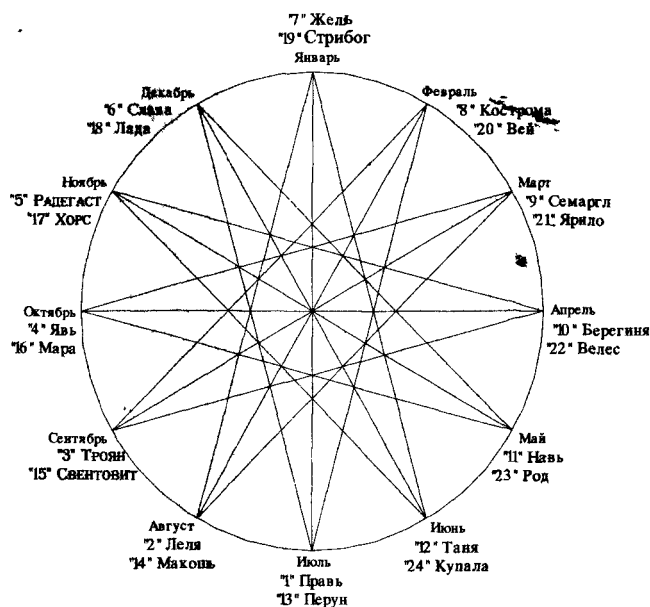 "7" Жель
"19" Стрибог
Январь
Февраль
"8" Кострома
"20" Вей
Март
"9" Семаргл
"21" Ярило
Апрель
"10" Берегиня
"22" Велес
Май
"11" Навь
"23" Род
Июнь
"12" Таня
"24" Купала
Июль
"1" Правь
"13" Перун
Август
"2" Леля
"14" Макошь
Сентябрь
"3" Троян
"15" Свентовит
Октябрь
"4" Явь
"16" Мара
Ноябрь
"5" Радегаст
"17" Хорс
Декабрь
"6" Слава
"18" Лада